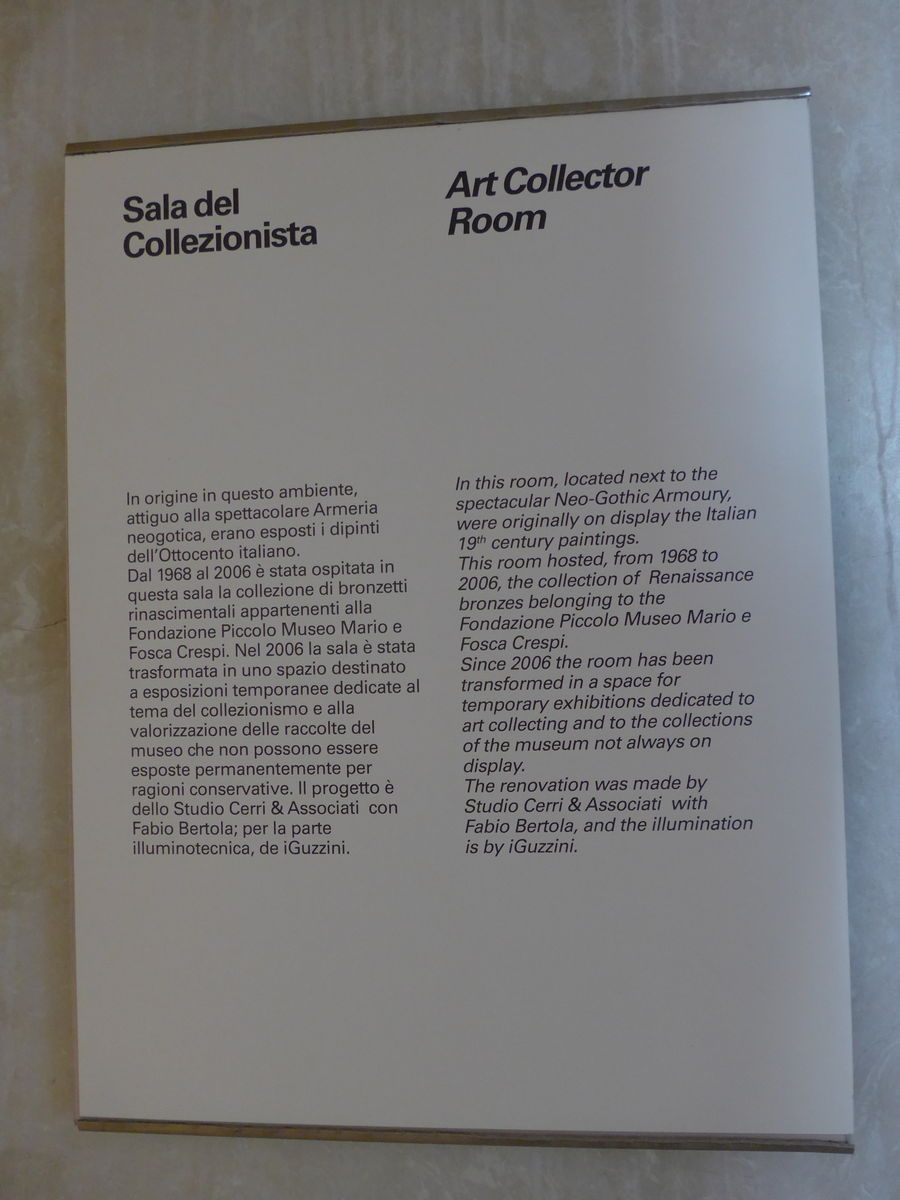 Sala del
Collezionista
In origine in questo ambiente,
attiguo alla spettacolare Armeria
neogotica, erano esposti i dipinti
dell'Ottocento italiano.
Dal 1968 al 2006 è stata ospitata in
questa sala la collezione di bronzetti
rinascimentali appartenenti alla
Fondazione Piccolo Museo Mario e
Fosca Crespi. Nel 2006 la sala è stata
trasformata in uno spazio destinato
a esposizioni temporanee dedicate al
tema del collezionismo e alla
valorizzazione delle raccolte del
museo che non possono essere
esposte permanentemente per
ragioni conservative. Il progetto è
dello Studio Cerri & Associati con
Fabio Bertola; per la parte
illuminotecnica, de iGuzzini.
Art Collector
Room
In this room, located next to the
spectacular Neo-Gothic Armoury,
were originally on display the Italian
19th century paintings.
This room hosted, from 1968 to
2006, the collection of Renaissance
bronzes belonging to the
Fondazione Piccolo Museo Mario e
Fosca Crespi.
Since 2006 the room has been
transformed in a space for
temporary exhibitions dedicated to
art collecting and to the collections
of the museum not always on
display.
The renovation was made by
Studio Cerri & Associati with
Fabio Bertola, and the illumination
is by iGuzzini.